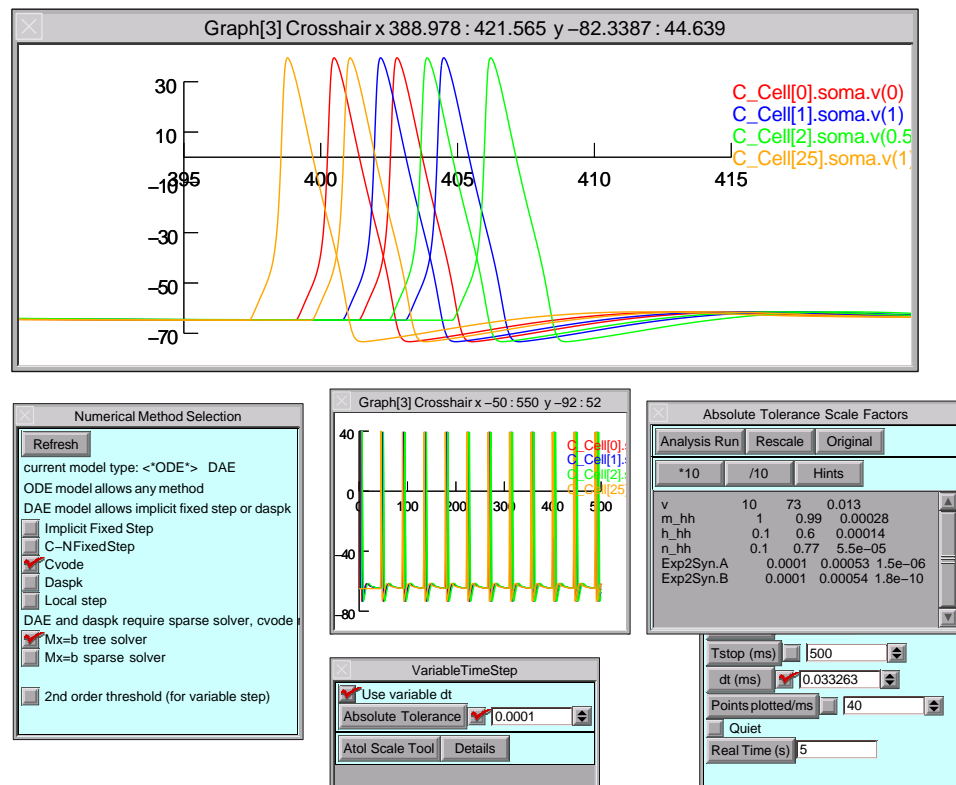 Graph[3] Crosshair x 388.978 : 421.565 y −82.3387 : 44.639
30
10
−10
−30
−50
−70
395
400
405
410
415
C_Cell[0].soma.v(0)
C_Cell[1].soma.v(1)
C_Cell[2].soma.v(0.5
C_Cell[25].soma.v(1)
Numerical Method Selection
Refresh
current model type: <*ODE*> DAE
ODE model allows any method
DAE model allows implicit fixed step or daspk
Implicit Fixed Step
C−N Fixed Step
Cvode
Daspk
Local step
DAE and daspk require sparse solver, cvode
Mx=b tree solver
Mx=b sparse solver
2nd order threshold (for variable step)
Graph[3] Crosshair x −50 : 550 y −92 : 52
40
0
−40
−80
0
100
200
300
400
500
C_Cell[0].
C_Cell[1].
C_Cell[2].
C_Cell[25
VariableTimeStep
Use variable dt
Absolute Tolerance 0.0001
Atol Scale Tool Details
Absolute Tolerance Scale Factors
Analysis Run Rescale Original
*10 /10 Hints
v 10 73 0.013
m_hh 1 0.99 0.00028
h_hh 0.1 0.6 0.00014
n_hh 0.1 0.77 5.5e−05
Exp2Syn.A 0.0001 0.00053 1.5e−06
Exp2Syn.B 0.0001 0.00054 1.8e−10
Tstop (ms) 500
dt (ms) 0.033263
Points plotted/ms 40
Quiet
Real Time (s) 5